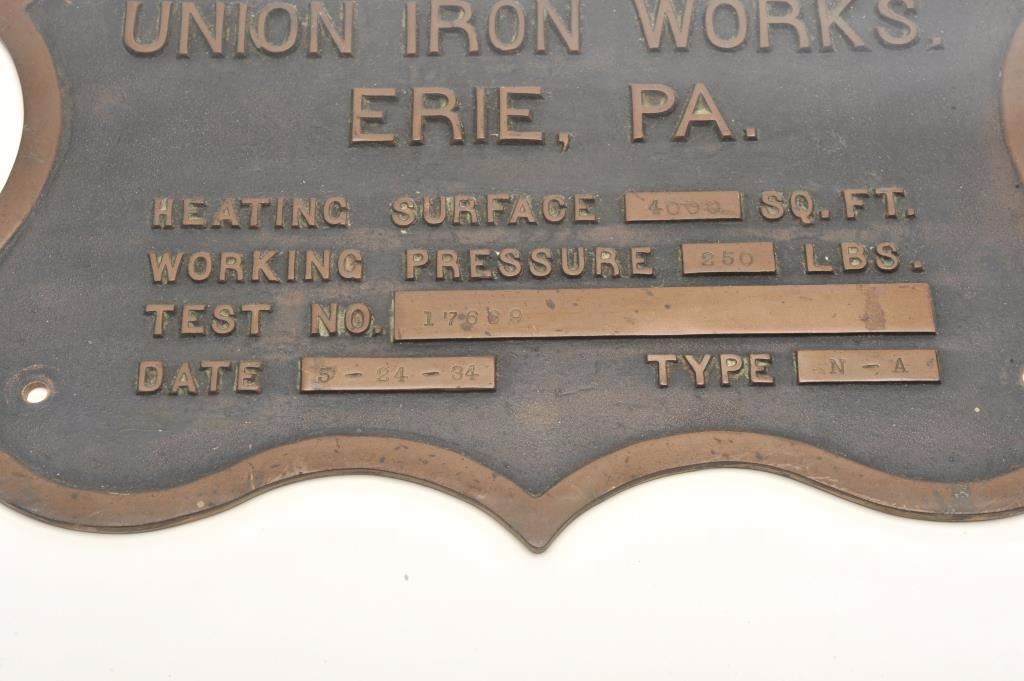 UNION IRON WORKS.
ERIE, PA.
HEATING SURFACE 4000 SQ. FT.
WORKING PRESSURE 250 LBS.
TEST NO. 17689
DATE 5-24-34 TYPE N-A